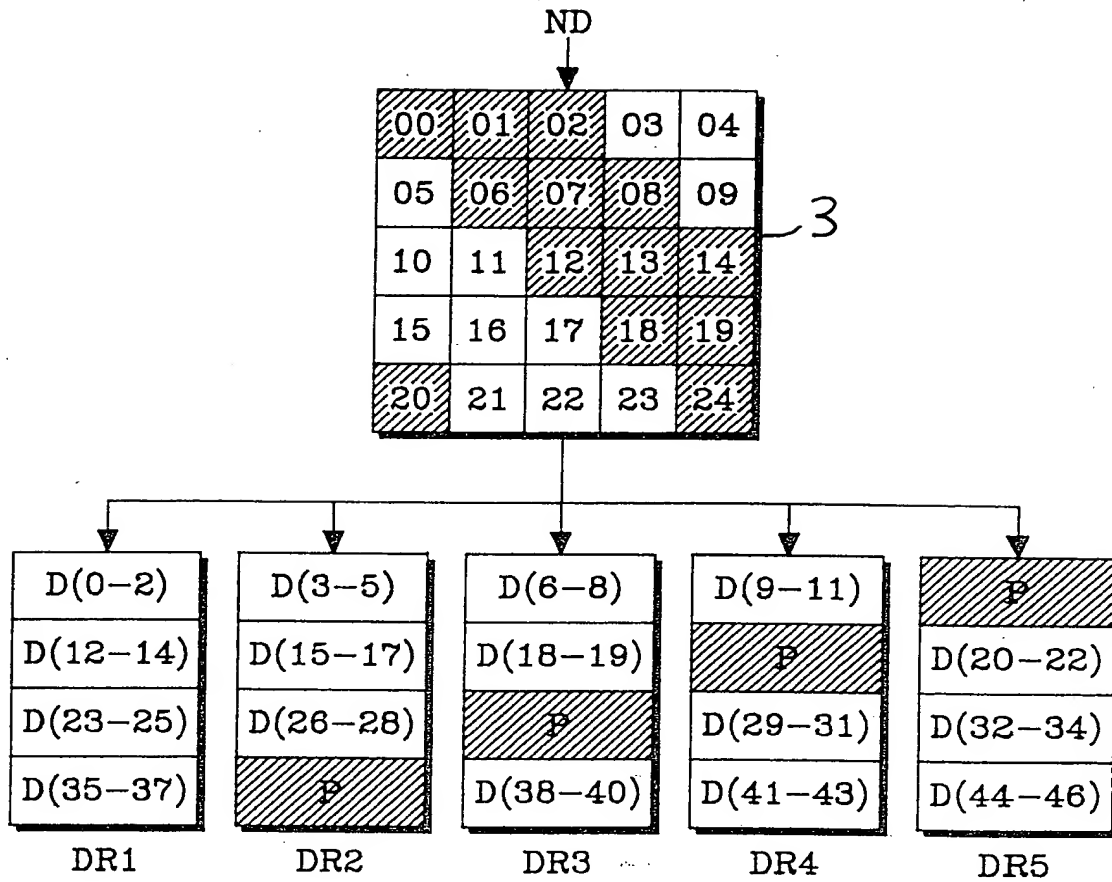 ND
00 01 02 03 04
05 06 07 08 09
3
10 11 12 13 14
15 16 17 18 19
20 21 22 23 24
D(0-2) D(3-5) D(6-8) D(9-11) P
D(12-14) D(15-17) D(18-19) P D(20-22)
D(23-25) D(26-28) P D(29-31) D(32-34)
D(35-37) P D(38-40) D(41-43) D(44-46)
DR1 DR2 DR3 DR4 DR5